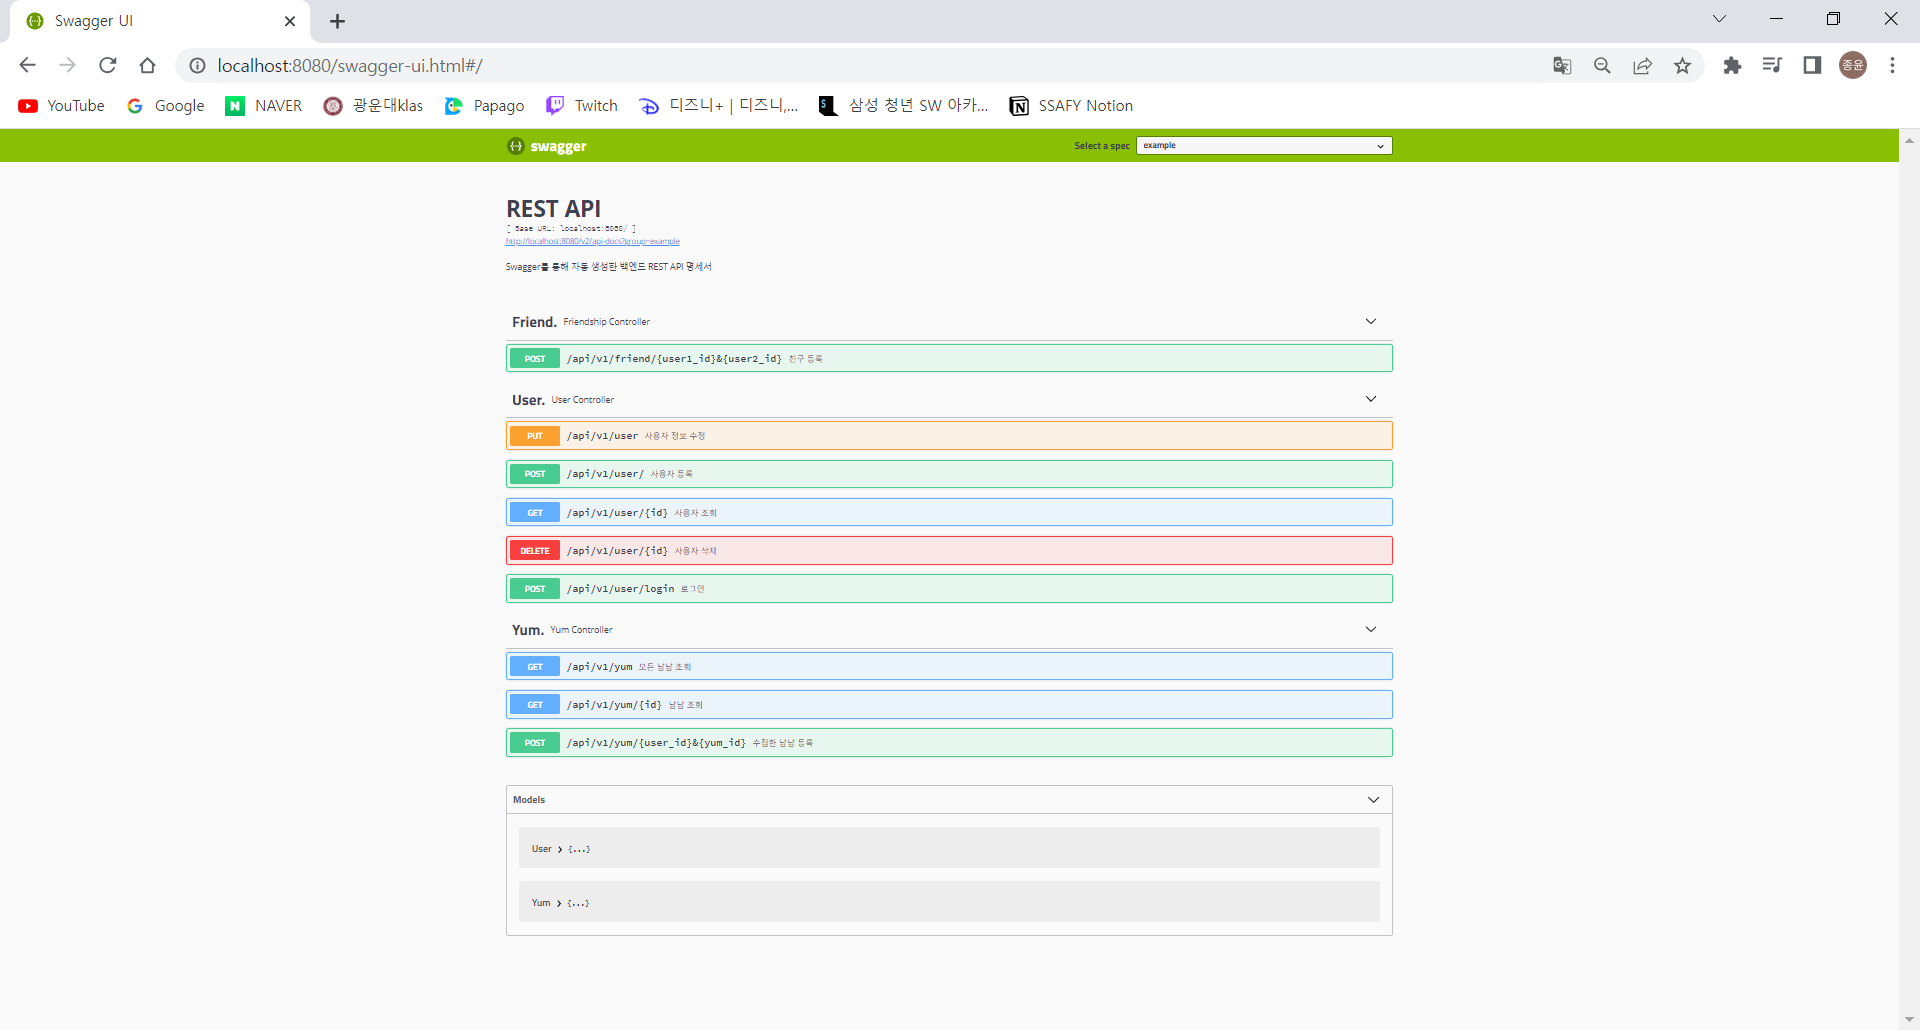 Swagger UI
localhost:8080/swagger-ui.html#/
종윤
YouTube Google NAVER 광운대klas Papago Twitch 디즈니+ | 디즈니,... 삼성 청년 SW 아카... SSAFY Notion
swagger Select a spec example
REST API
[ Base URL: localhost:8080/ ]
http://localhost:8080/v2/api-docs?group=example
Swagger를 통해 자동 생성한 백엔드 REST API 명세서
Friend. Friendship Controller
POST /api/v1/friend/{user1_id}&{user2_id} 친구 등록
User. User Controller
PUT /api/v1/user 사용자 정보 수정
POST /api/v1/user/ 사용자 등록
GET /api/v1/user/{id} 사용자 조회
DELETE /api/v1/user/{id} 사용자 삭제
POST /api/v1/user/login 로그인
Yum. Yum Controller
GET /api/v1/yum 모든 냠냠 조회
GET /api/v1/yum/{id} 냠냠 조회
POST /api/v1/yum/{user_id}&{yum_id} 수집한 냠냠 등록
Models
User > {...}
Yum > {...}